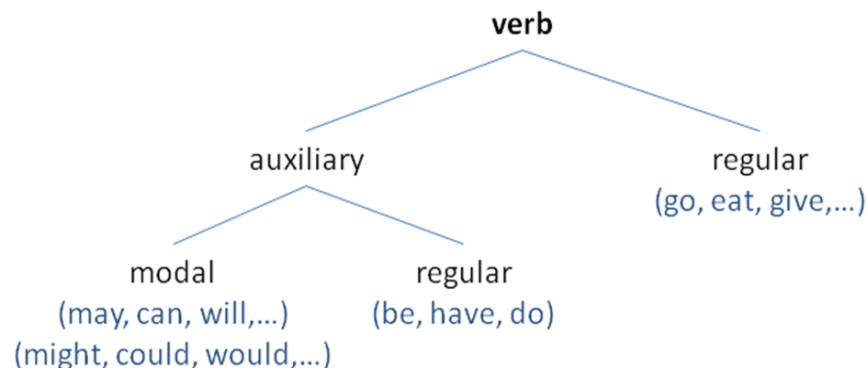 verb
auxiliary
regular
(go, eat, give,...)
modal
regular
(may, can, will,...)
(be, have, do)
(might, could, would,...)